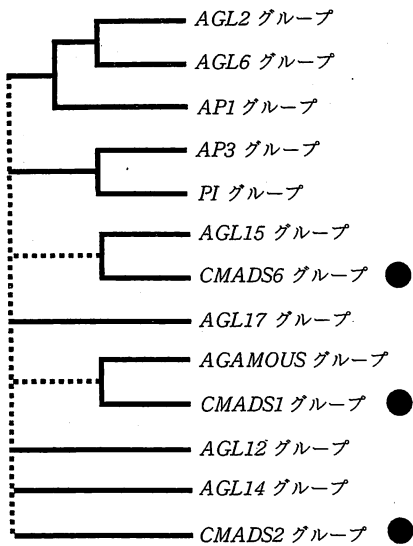 AGL2 グループ
AGL6 グループ
AP1 グループ
AP3 グループ
PI グループ
AGL15 グループ
CMADS6 グループ
AGL17 グループ
AGAMOUS グループ
CMADS1 グループ
AGL12 グループ
AGL14 グループ
CMADS2 グループ